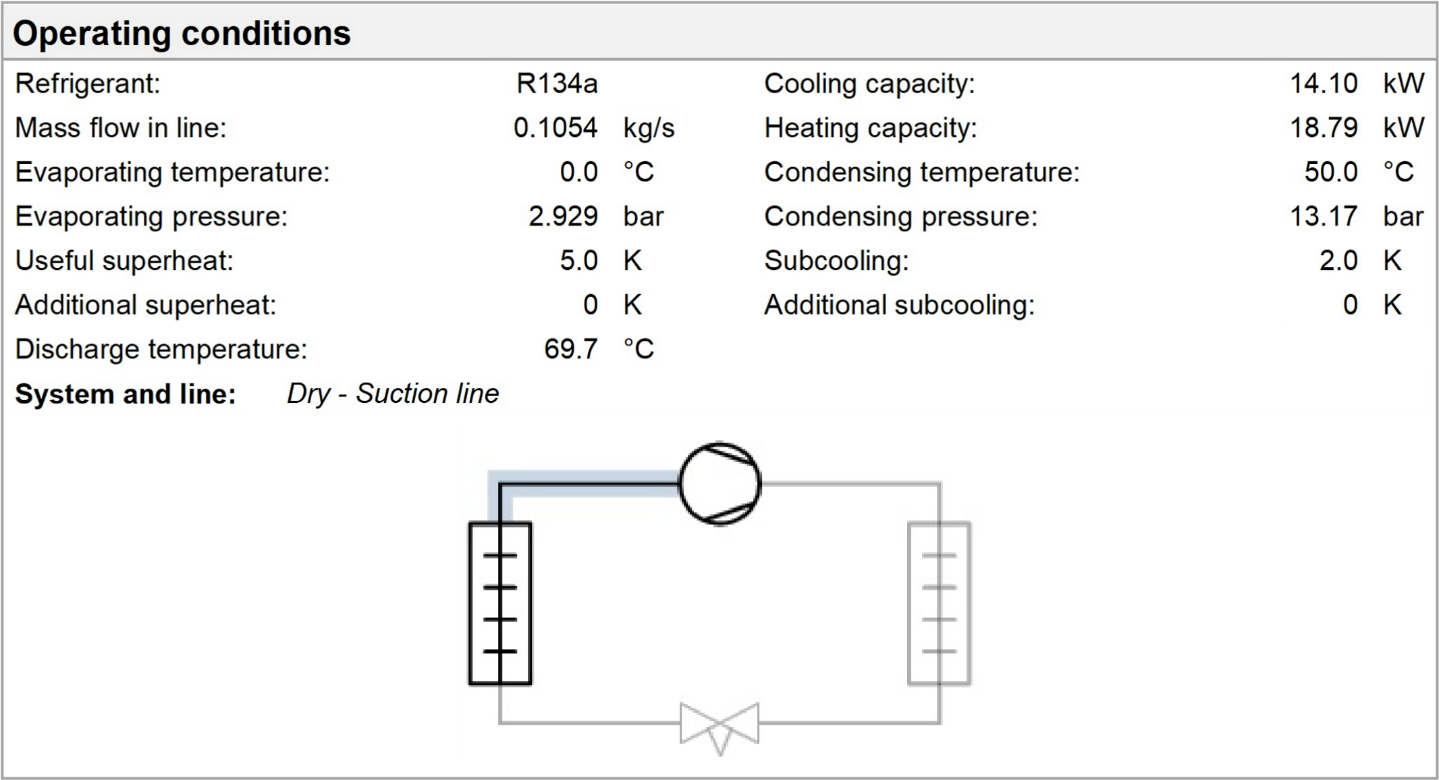 Operating conditions
Refrigerant: R134a Cooling capacity: 14.10 kW
Mass flow in line: 0.1054 kg/s Heating capacity: 18.79 kW
Evaporating temperature: 0.0 °C Condensing temperature: 50.0 °C
Evaporating pressure: 2.929 bar Condensing pressure: 13.17 bar
Useful superheat: 5.0 K Subcooling: 2.0 K
Additional superheat: 0 K Additional subcooling: 0 K
Discharge temperature: 69.7 °C
System and line: Dry - Suction line